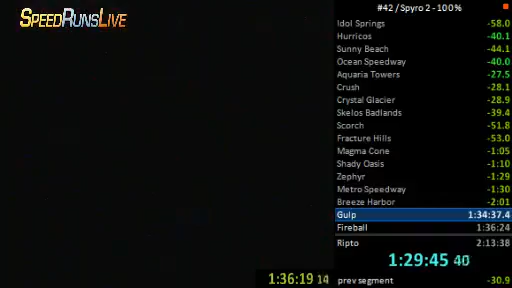 SPEEDRUNSLIVE
#42 / Spyro 2 - 100%
Idol Springs -58.0
Hurricos -40.1
Sunny Beach -44.1
Ocean Speedway -40.0
Aquaria Towers -27.5
Crush -28.1
Crystal Glacier -28.9
Skelos Badlands -39.4
Scorch -51.8
Fracture Hills -53.0
Magma Cone -1:05
Shady Oasis -1:10
Zephyr -1:29
Metro Speedway -1:30
Breeze Harbor -2:01
Gulp 1:34:37.4
Fireball 1:36:24
Ripto 2:13:38
1:29:45 40
1:36:19 14
prev segment -30.9